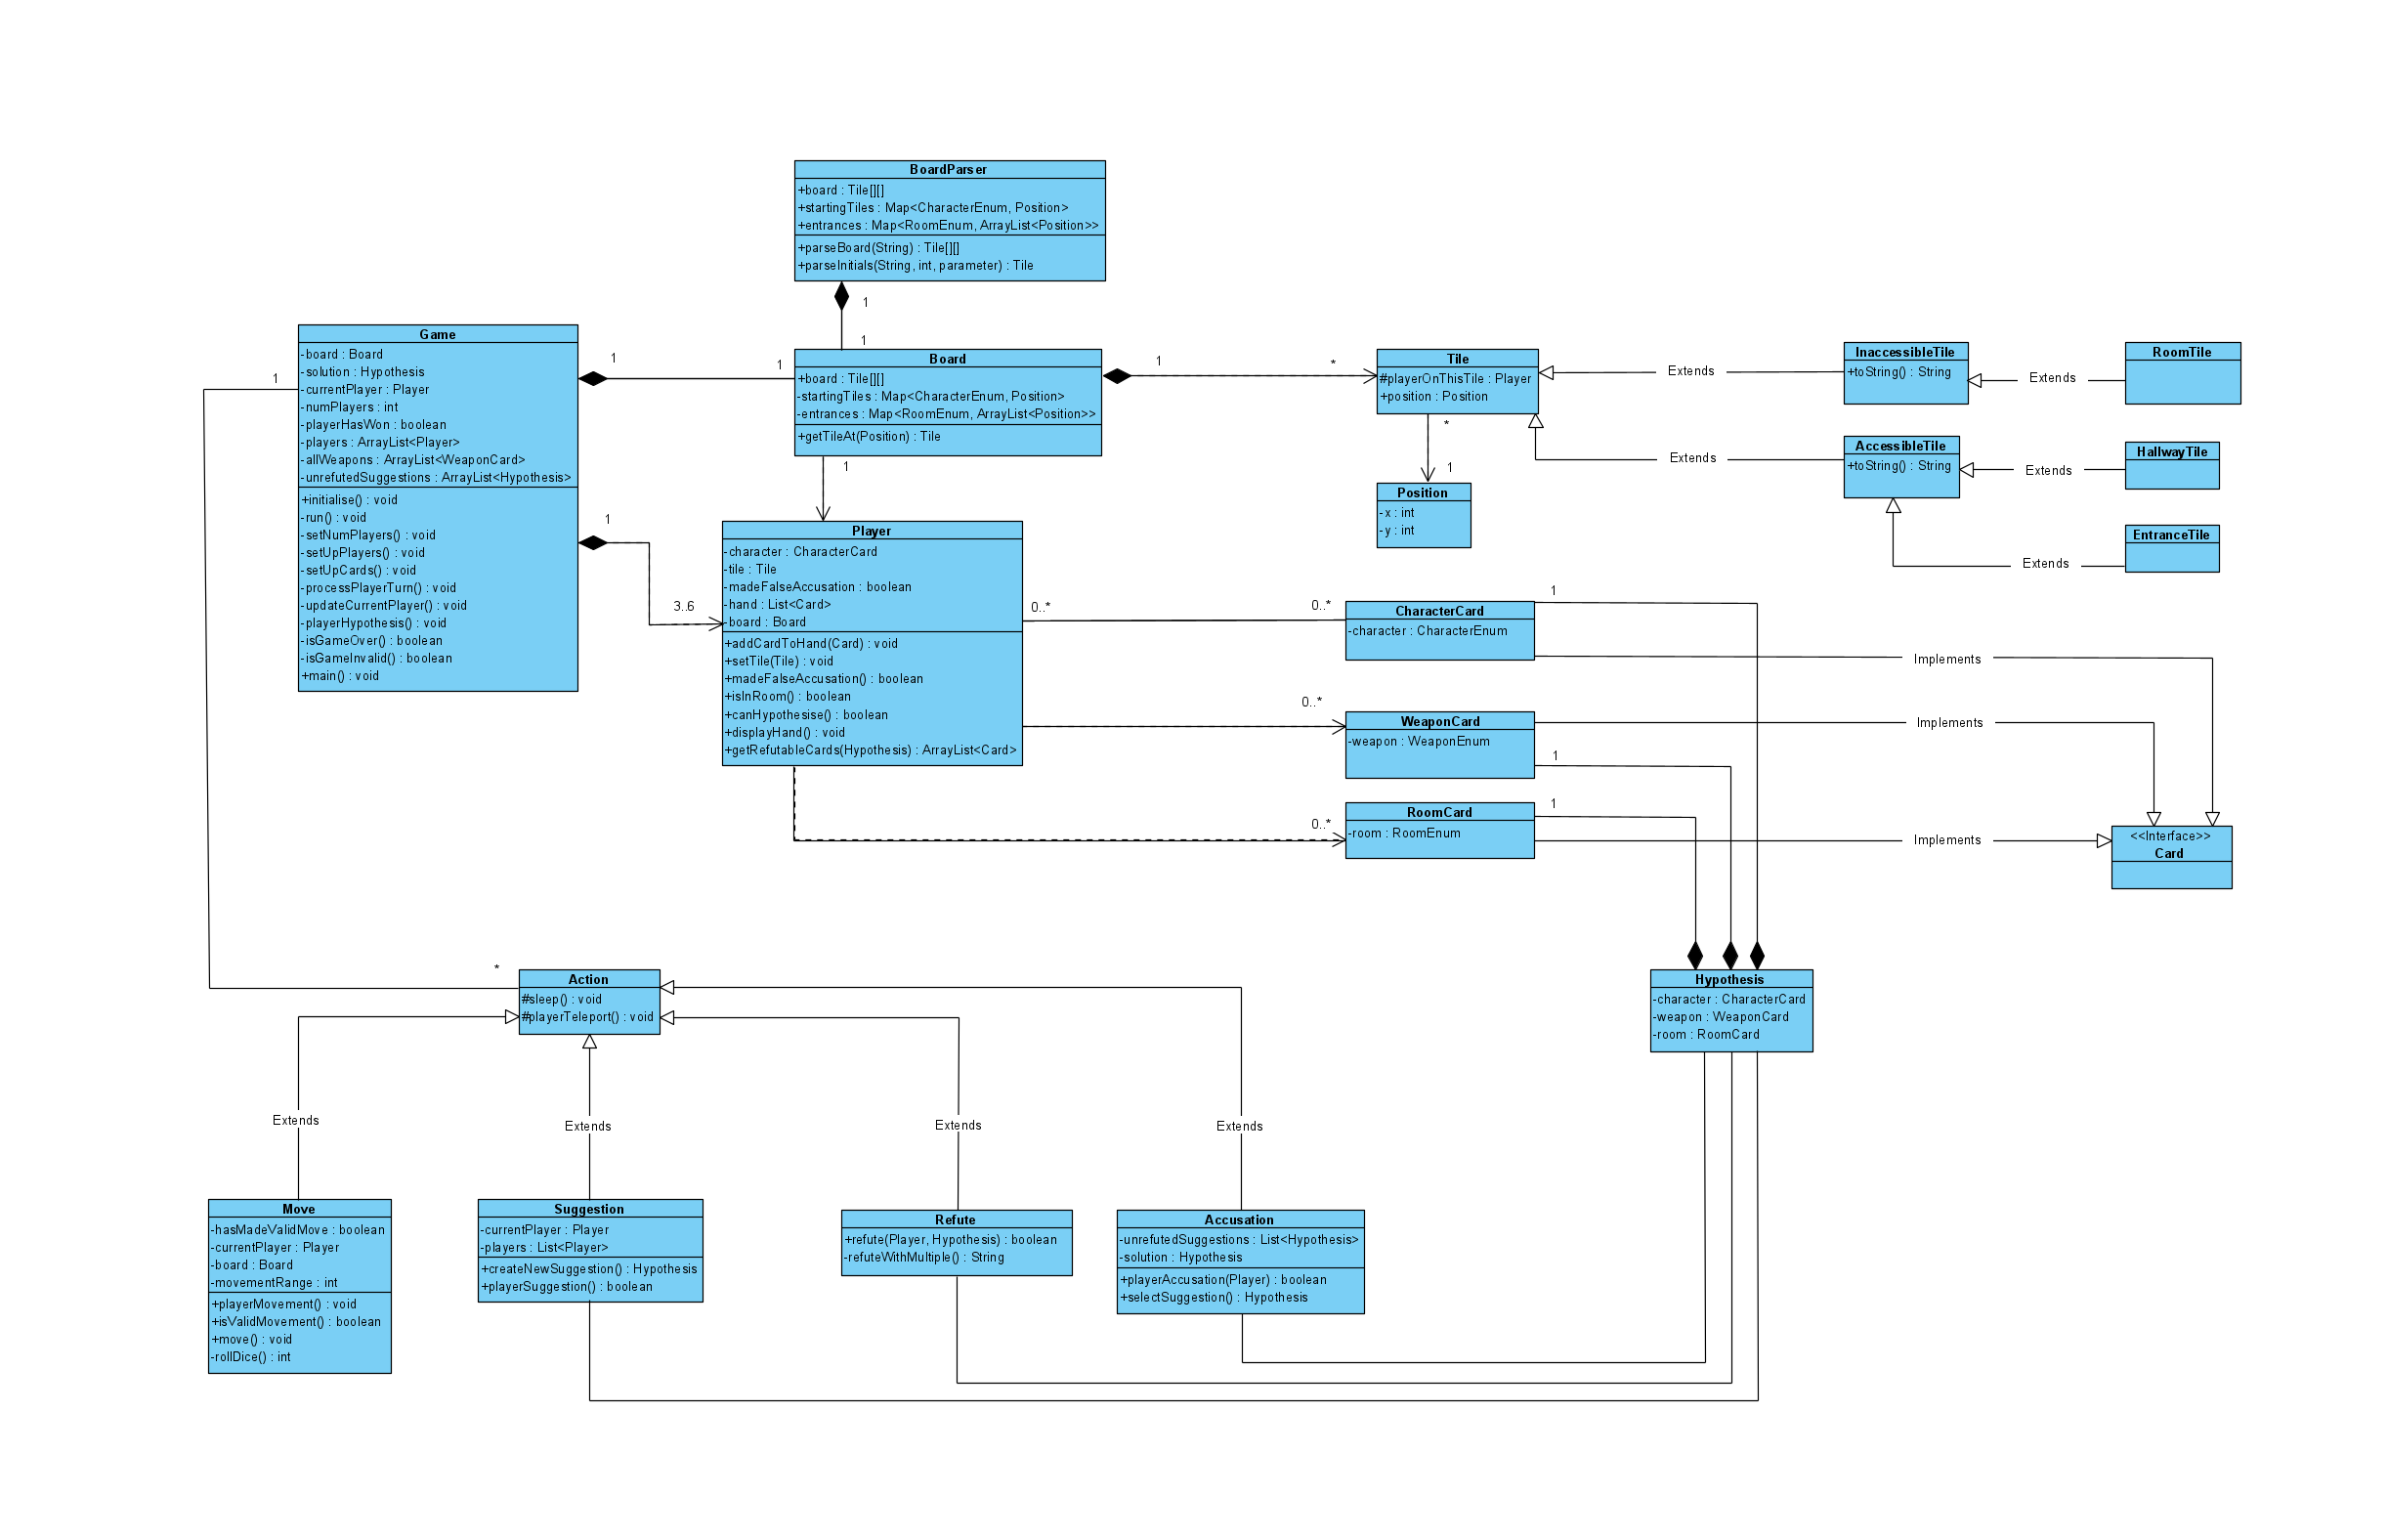 BoardParser
+board : Tile[][]
+startingTiles : Map<CharacterEnum, Position>
+entrances : Map<RoomEnum, ArrayList<Position>>
+parseBoard(String) : Tile[][]
+parseInitials(String, int, parameter) : Tile
1
1
Game
-board : Board
-solution : Hypothesis
-currentPlayer : Player
-numPlayers : int
-playerHasWon : boolean
-players : ArrayList<Player>
-allWeapons : ArrayList<WeaponCard>
-unrefutedSuggestions : ArrayList<Hypothesis>
+initialise() : void
-run() : void
-setNumPlayers() : void
-setUpPlayers() : void
-setUpCards() : void
-processPlayerTurn() : void
-updateCurrentPlayer() : void
-playerHypothesis() : void
-isGameOver() : boolean
-isGameInvalid() : boolean
+main() : void
1
1
1
1
3..6
Board
+board : Tile[][]
-startingTiles : Map<CharacterEnum, Position>
-entrances : Map<RoomEnum, ArrayList<Position>>
+getTileAt(Position) : Tile
1
*
1
Tile
#playerOnThisTile : Player
+position : Position
*
1
Position
-x : int
-y : int
Extends
InaccessibleTile
+toString() : String
Extends
RoomTile
Extends
AccessibleTile
+toString() : String
Extends
HallwayTile
Extends
EntranceTile
Player
-character : CharacterCard
-tile : Tile
-madeFalseAccusation : boolean
-hand : List<Card>
-board : Board
+addCardToHand(Card) : void
+setTile(Tile) : void
+madeFalseAccusation() : boolean
+isInRoom() : boolean
+canHypothesise() : boolean
+displayHand() : void
+getRefutableCards(Hypothesis) : ArrayList<Card>
0..*
0..*
CharacterCard
-character : CharacterEnum
1
Implements
0..*
WeaponCard
-weapon : WeaponEnum
1
Implements
0..*
RoomCard
-room : RoomEnum
1
Implements
<<Interface>>
Card
*
Action
#sleep() : void
#playerTeleport() : void
Hypothesis
-character : CharacterCard
-weapon : WeaponCard
-room : RoomCard
Extends
Extends
Extends
Extends
Move
-hasMadeValidMove : boolean
-currentPlayer : Player
-board : Board
-movementRange : int
+playerMovement() : void
+isValidMovement() : boolean
+move() : void
-rollDice() : int
Suggestion
-currentPlayer : Player
-players : List<Player>
+createNewSuggestion() : Hypothesis
+playerSuggestion() : boolean
Refute
+refute(Player, Hypothesis) : boolean
-refuteWithMultiple() : String
Accusation
-unrefutedSuggestions : List<Hypothesis>
-solution : Hypothesis
+playerAccusation(Player) : boolean
+selectSuggestion() : Hypothesis